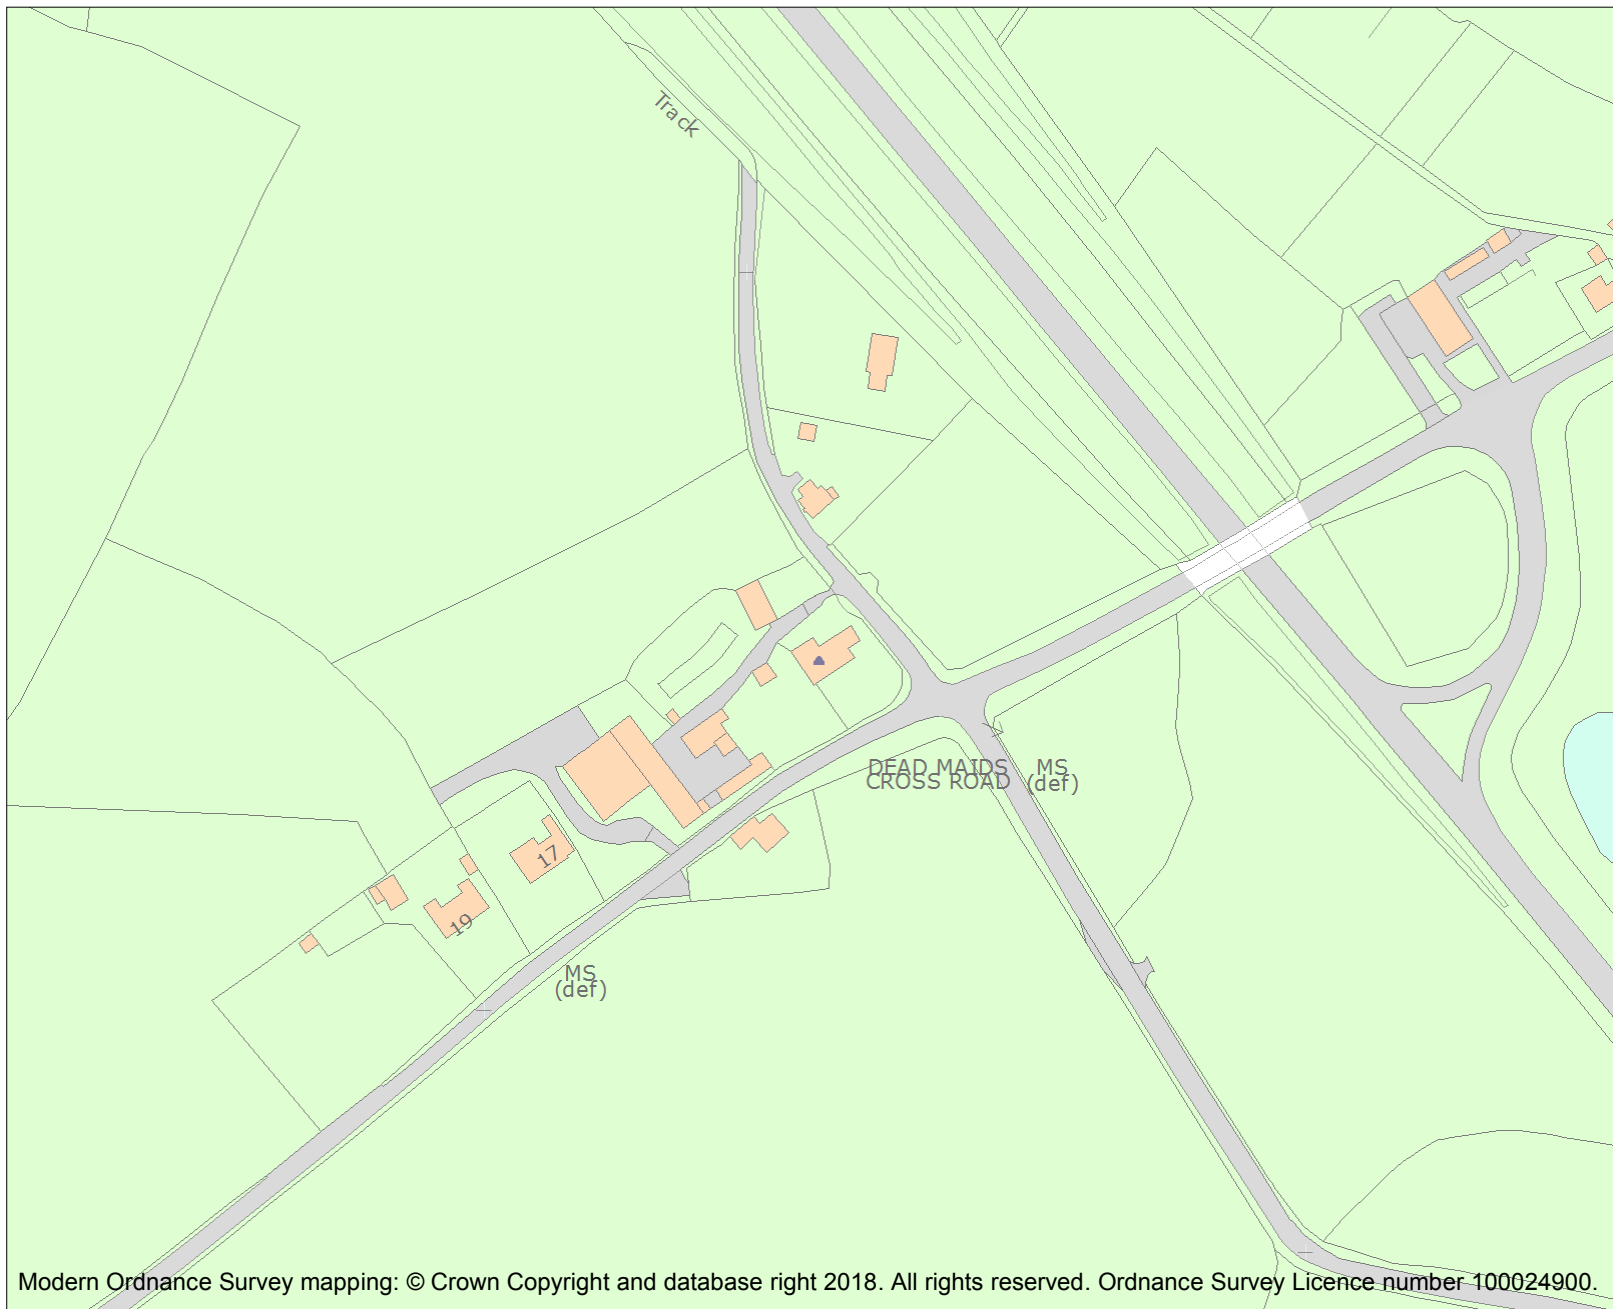 Track
DEAD MAIDS
CROSS ROAD
MS
(def)
17
19
MS
(def)
Modern Ordnance Survey mapping: © Crown Copyright and database right 2018. All rights reserved. Ordnance Survey Licence number 100024900.